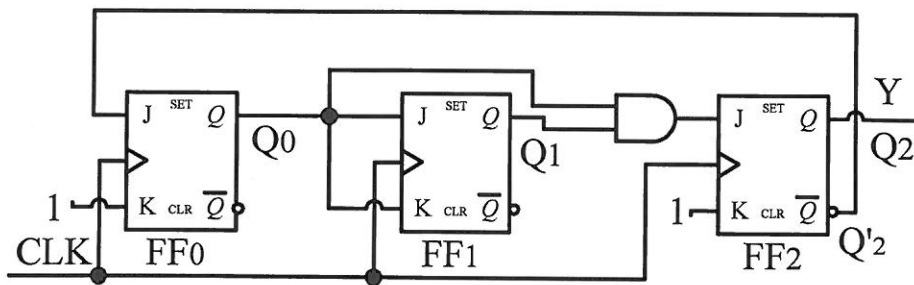 J SET Q
K CLR Q̅
1
FF0
Q0
J SET Q
K CLR Q̅
FF1
Q1
J SET Q
K CLR Q̅
1
FF2
Y
Q2
Q'2
CLK